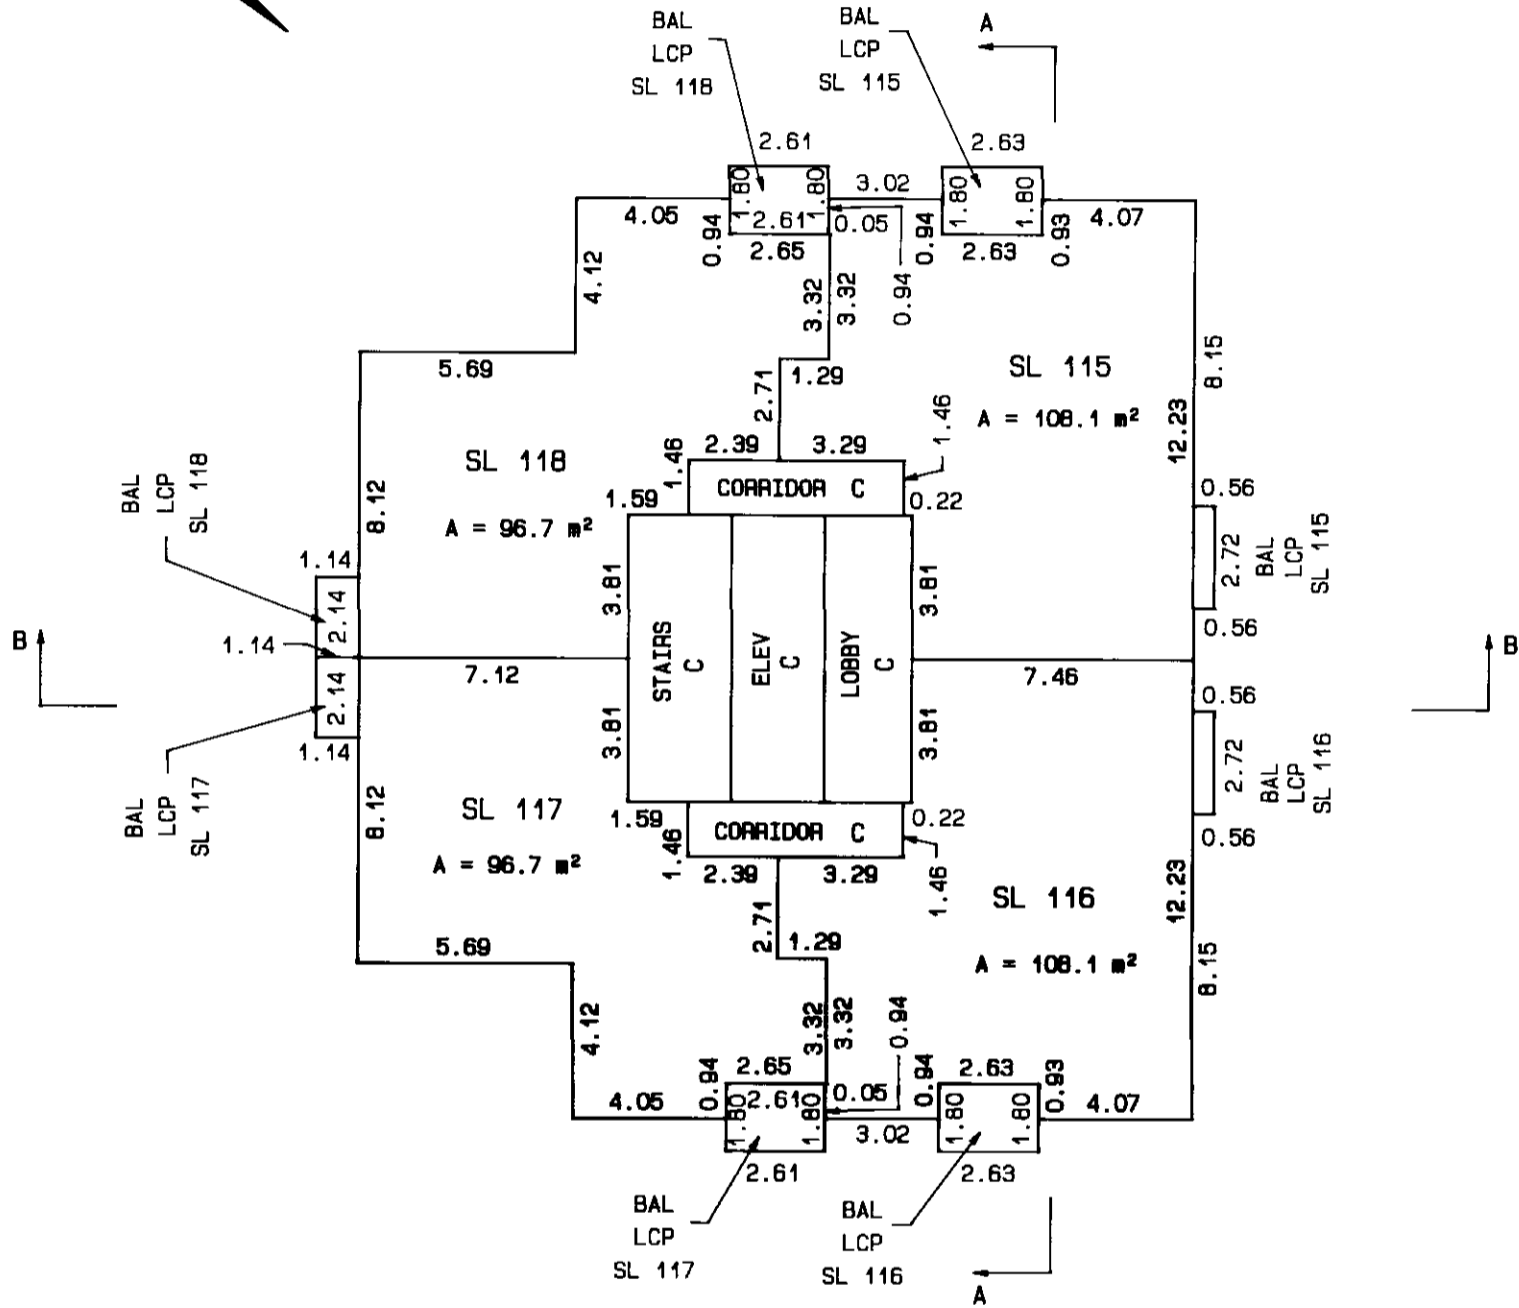 BAL
LCP
SL 118
BAL
LCP
SL 115
A
2.61
2.63
1.80
1.80
3.02
1.80
1.80
4.05
0.94
2.61
0.05
0.94
4.07
0.93
2.65
2.63
4.12
3.32
3.32
0.94
5.69
1.29
SL 115
8.15
2.71
A = 108.1 m²
1.46
12.23
2.39
3.29
SL 118
1.46
CORRIDOR C
0.56
BAL
LCP
SL 118
8.12
1.59
0.22
A = 96.7 m²
2.72
BAL
LCP
SL 115
1.14
2.14
3.81
3.81
0.56
B
1.14
7.12
STAIRS
C
ELEV
C
LOBBY
C
7.46
B
2.14
0.56
1.14
3.81
3.81
2.72
BAL
LCP
SL 116
BAL
LCP
SL 117
8.12
SL 117
1.59
CORRIDOR C
0.22
0.56
A = 96.7 m²
1.46
2.39
3.29
1.46
SL 116
12.23
5.69
2.71
1.29
A = 108.1 m²
8.15
4.12
3.32
3.32
0.94
0.94
2.65
0.94
2.63
0.93
4.05
2.61
0.05
4.07
1.80
1.80
3.02
1.80
1.80
2.61
2.63
BAL
LCP
SL 117
BAL
LCP
SL 116
A